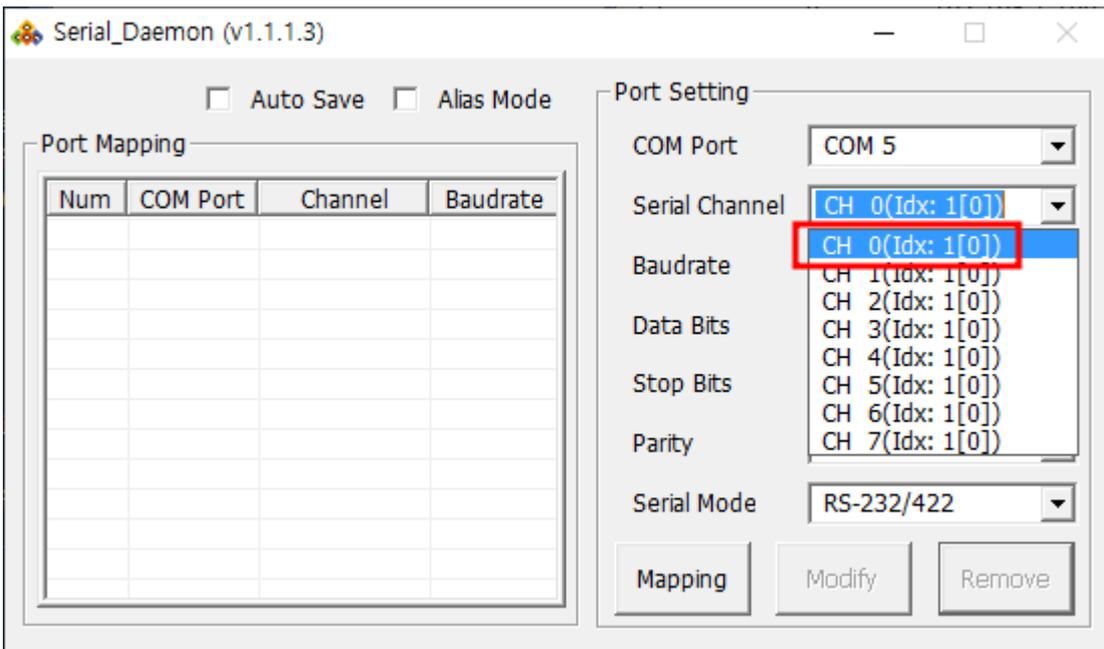 Serial_Daemon (v1.1.1.3)
Auto Save
Alias Mode
Port Mapping
Num COM Port Channel Baudrate
Port Setting
COM Port COM 5
Serial Channel CH 0(Idx: 1[0])
CH 0(Idx: 1[0])
CH 1(Idx: 1[0])
CH 2(Idx: 1[0])
CH 3(Idx: 1[0])
CH 4(Idx: 1[0])
CH 5(Idx: 1[0])
CH 6(Idx: 1[0])
CH 7(Idx: 1[0])
Baudrate
Data Bits
Stop Bits
Parity
Serial Mode RS-232/422
Mapping Modify Remove